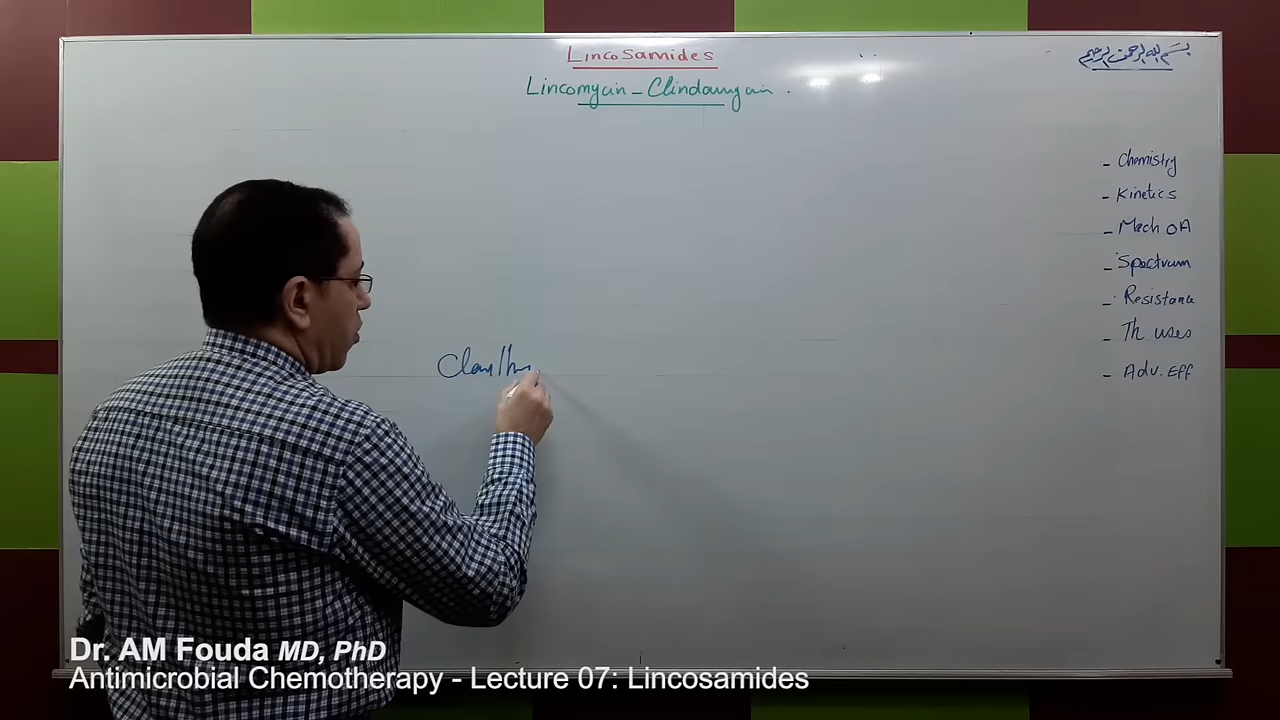 Lincosamides
بسم الله الرحمن الرحيم
Lincomycin - Clindamycin .
- Chemistry
- Kinetics
- Mech OA
- Spectrum
- Resistance
- Th uses
- Adv. Eff
Dr. AM Fouda MD, PhD
Antimicrobial Chemotherapy - Lecture 07: Lincosamides